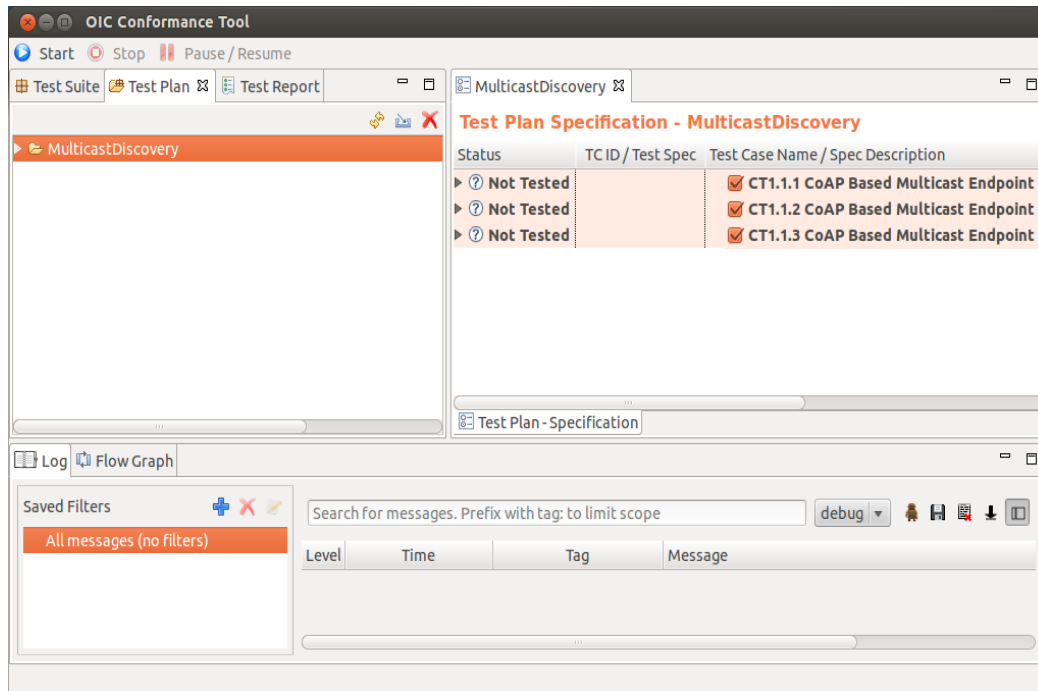 OIC Conformance Tool
Start Stop Pause / Resume
Test Suite Test Plan Test Report
MulticastDiscovery
MulticastDiscovery
Test Plan Specification - MulticastDiscovery
Status TC ID / Test Spec Test Case Name / Spec Description
Not Tested CT1.1.1 CoAP Based Multicast Endpoint
Not Tested CT1.1.2 CoAP Based Multicast Endpoint
Not Tested CT1.1.3 CoAP Based Multicast Endpoint
Test Plan - Specification
Log Flow Graph
Saved Filters
All messages (no filters)
Search for messages. Prefix with tag: to limit scope debug
Level Time Tag Message